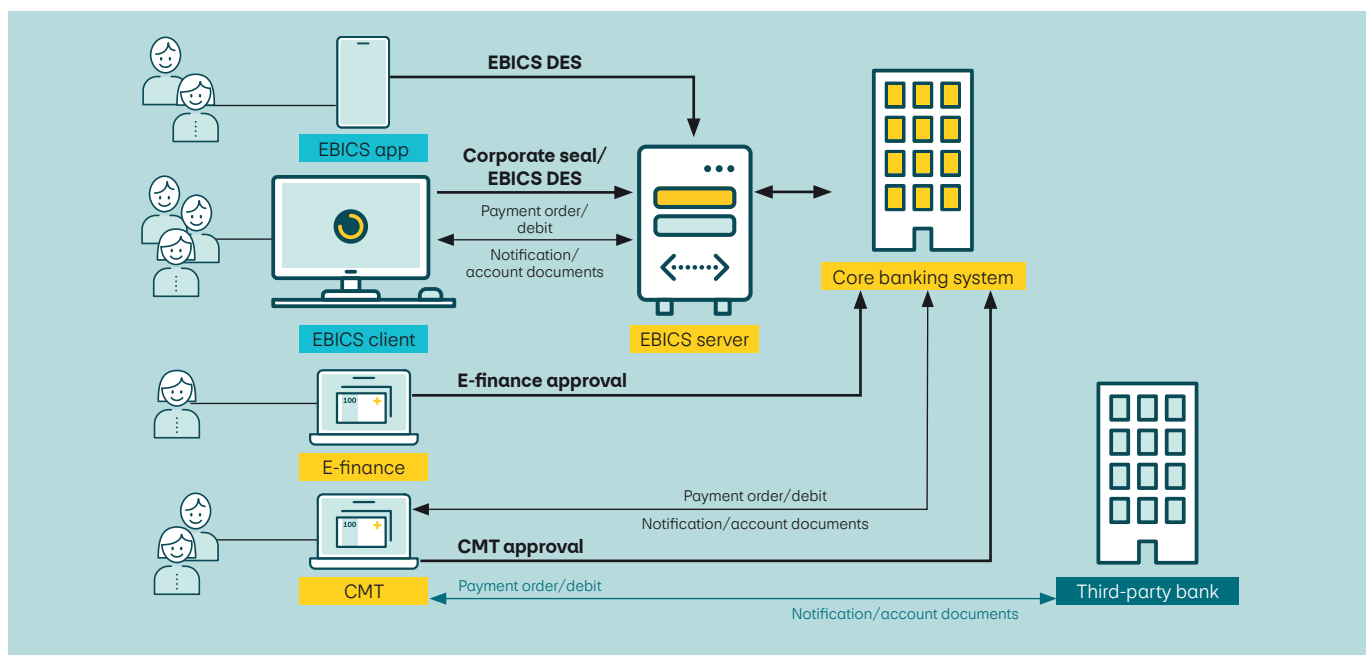 EBICS DES
EBICS app
Corporate seal/
EBICS DES
Payment order/
debit
Notification/
account documents
EBICS client
EBICS server
Core banking system
E-finance approval
100
E-finance
Payment order/debit
Notification/account documents
100
CMT approval
CMT
Payment order/debit
Notification/account documents
Third-party bank